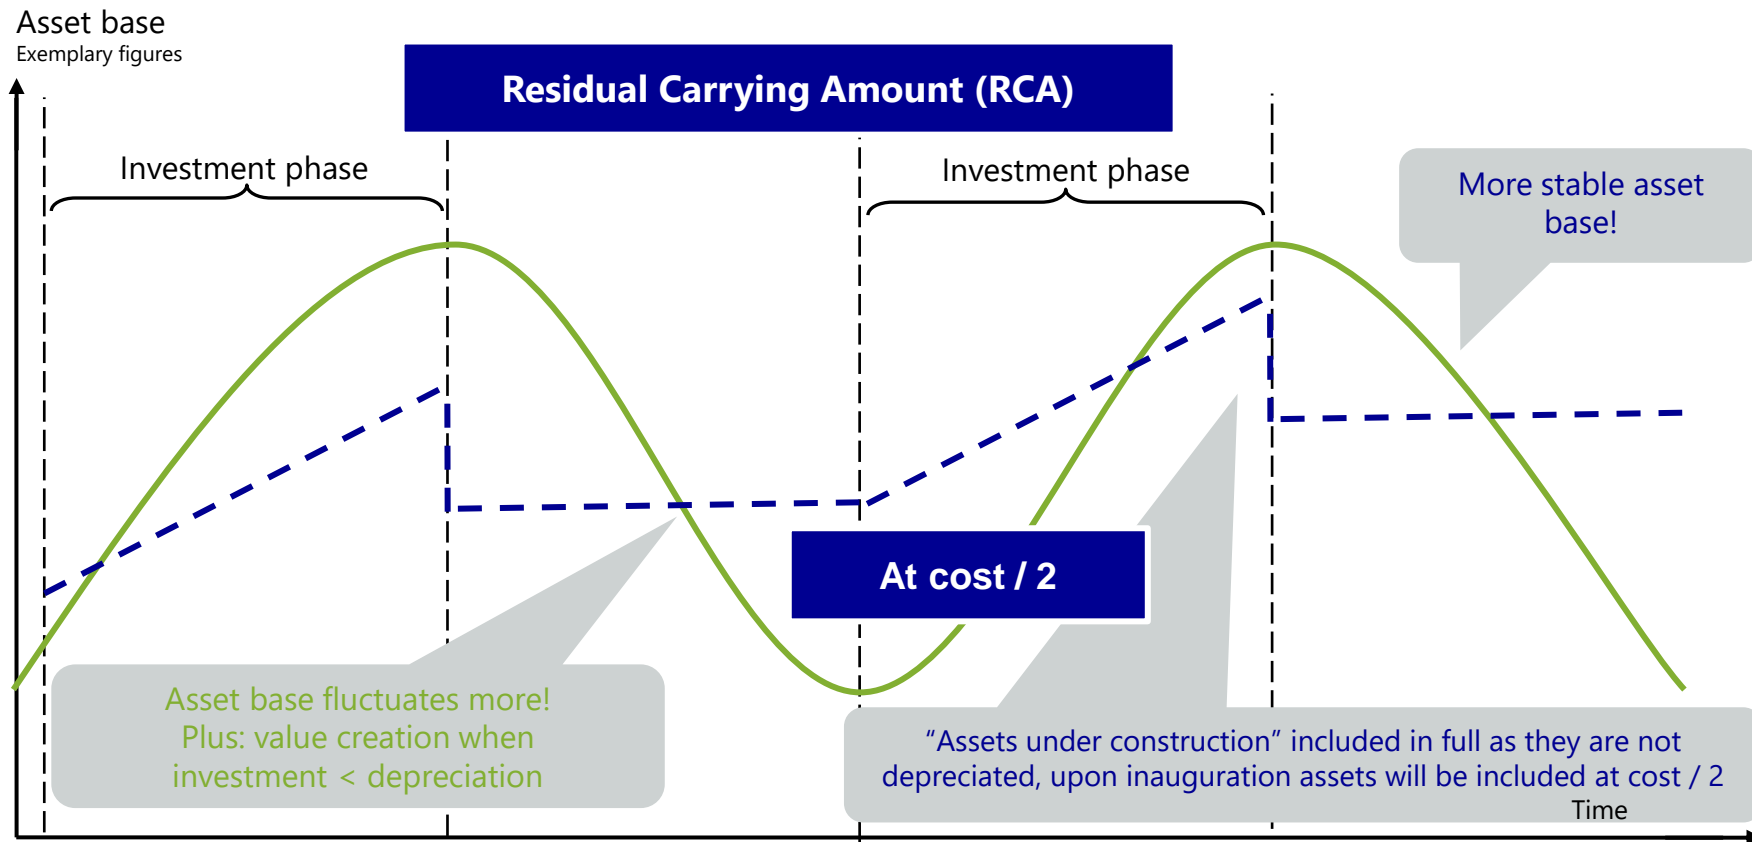 Asset base
Exemplary figures
Residual Carrying Amount (RCA)
Investment phase
Investment phase
More stable asset
base!
At cost / 2
Asset base fluctuates more!
Plus: value creation when
investment < depreciation
“Assets under construction” included in full as they are not
depreciated, upon inauguration assets will be included at cost / 2
Time